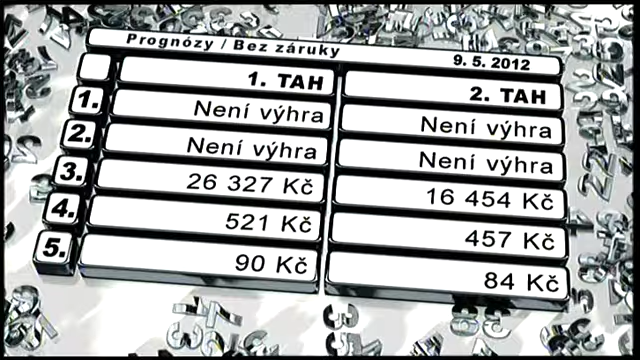 Prognózy / Bez záruky 9. 5. 2012
1. TAH 2. TAH
1. Není výhra Není výhra
2. Není výhra Není výhra
3. 26 327 Kč 16 454 Kč
4. 521 Kč 457 Kč
5. 90 Kč 84 Kč